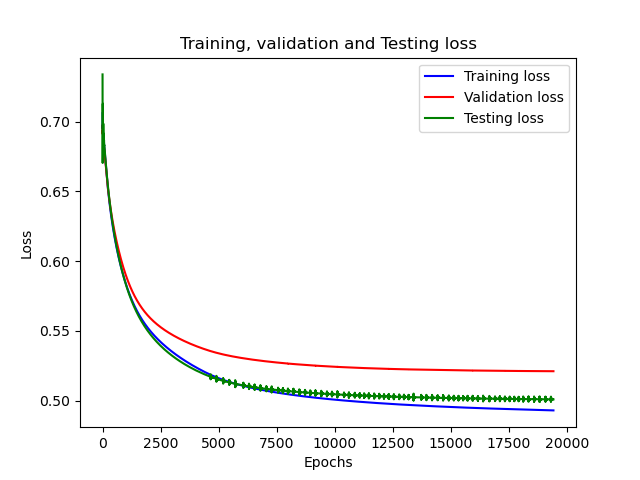 Training, validation and Testing loss
Training loss
Validation loss
Testing loss
Loss
0.70
0.65
0.60
0.55
0.50
0 2500 5000 7500 10000 12500 15000 17500 20000
Epochs